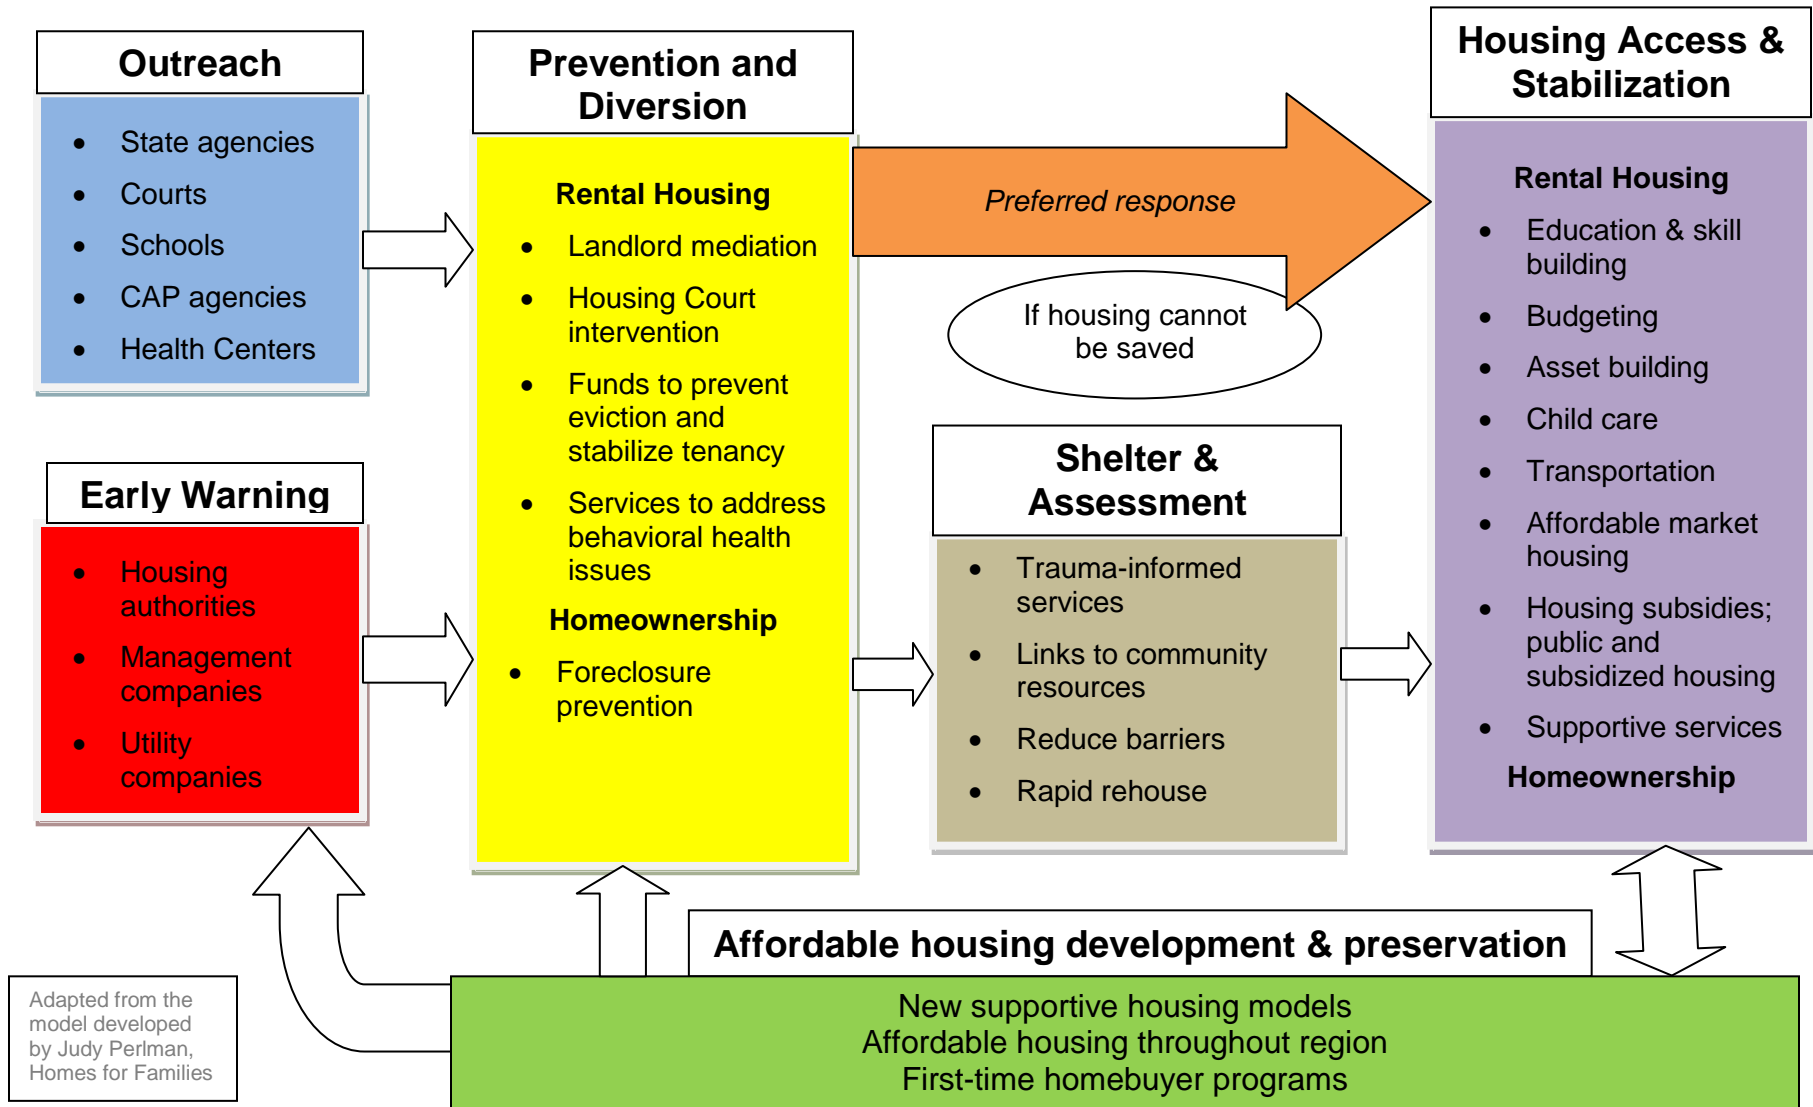 Outreach
State agencies
Courts
Schools
CAP agencies
Health Centers
Early Warning
Housing
authorities
Management
companies
Utility
companies
Prevention and
Diversion
Rental Housing
Landlord mediation
Housing Court
intervention
Funds to prevent
eviction and
stabilize tenancy
Services to address
behavioral health
issues
Homeownership
Foreclosure
prevention
Preferred response
If housing cannot
be saved
Shelter &
Assessment
Trauma-informed
services
Links to community
resources
Reduce barriers
Rapid rehouse
Housing Access &
Stabilization
Rental Housing
Education & skill
building
Budgeting
Asset building
Child care
Transportation
Affordable market
housing
Housing subsidies;
public and
subsidized housing
Supportive services
Homeownership
Affordable housing development & preservation
New supportive housing models
Affordable housing throughout region
First-time homebuyer programs
Adapted from the
model developed
by Judy Perlman,
Homes for Families